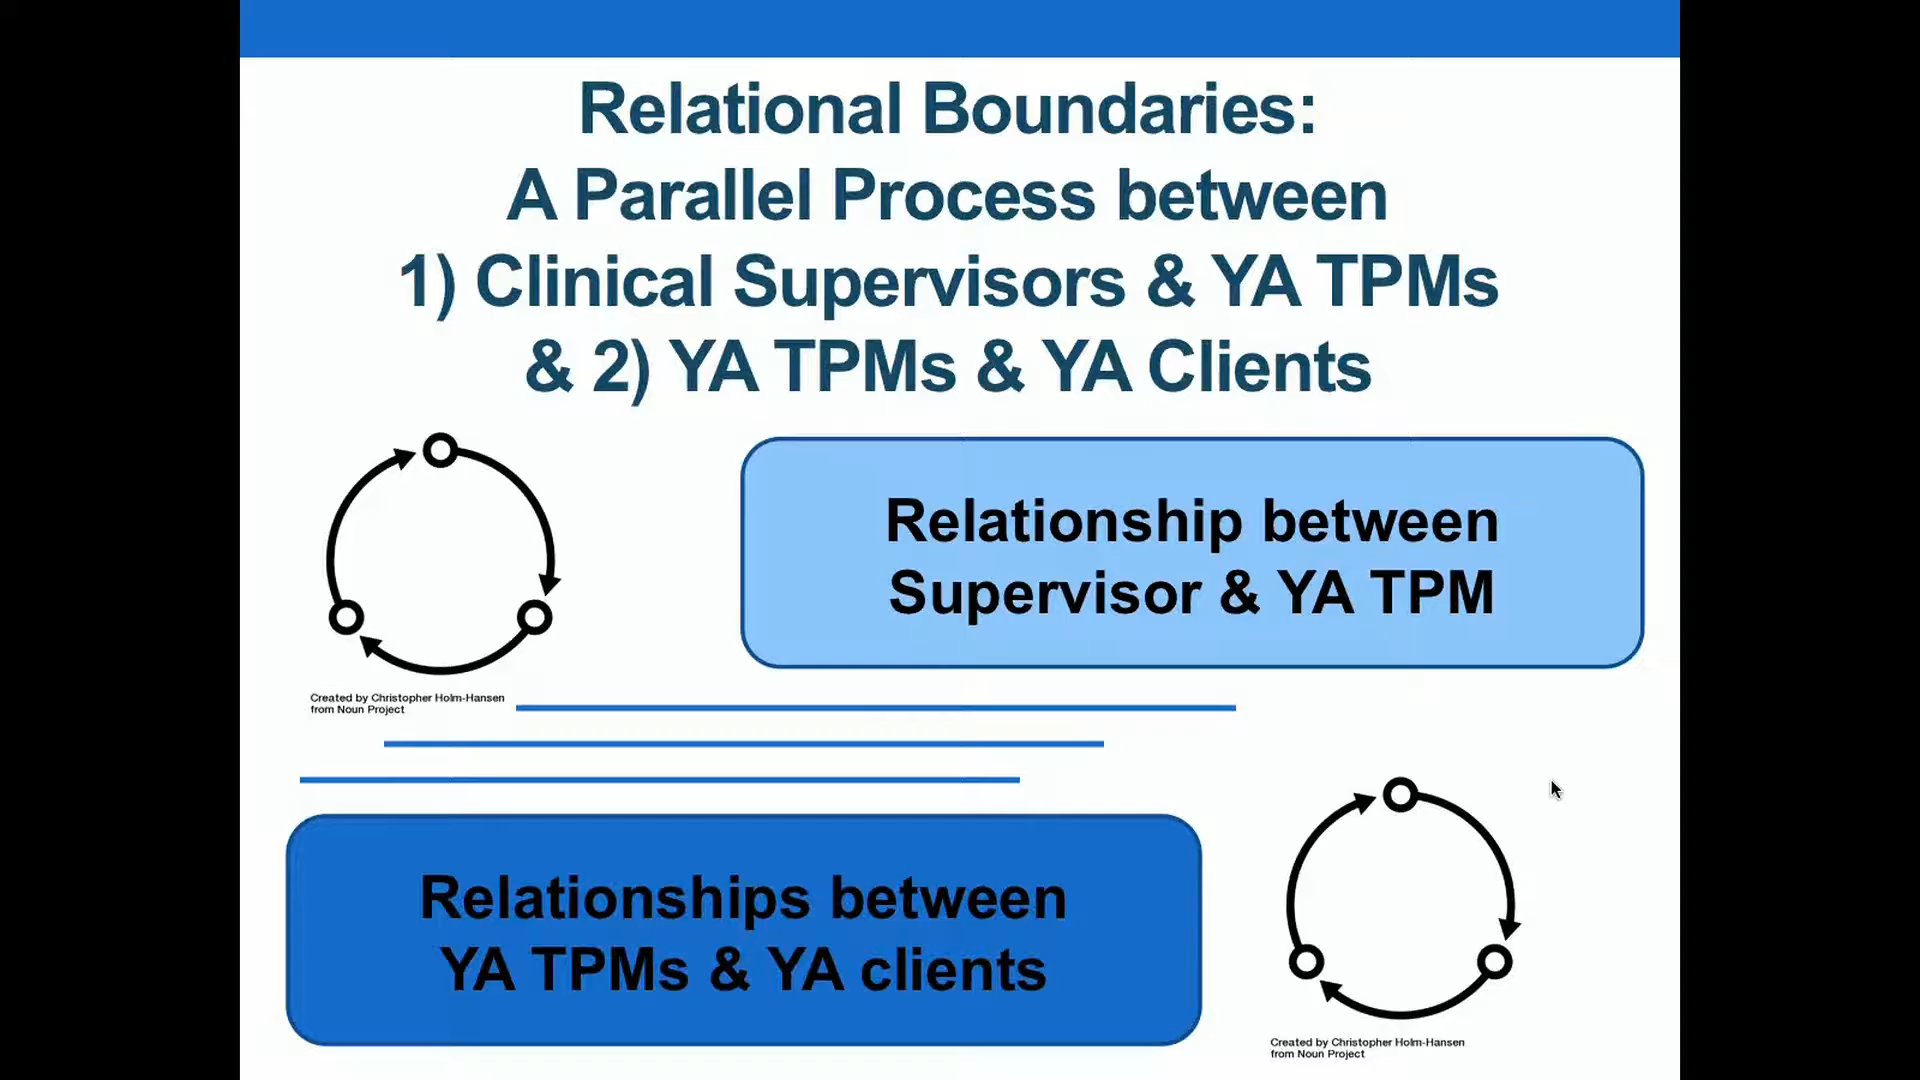 Relational Boundaries:
A Parallel Process between
1) Clinical Supervisors & YA TPMs
& 2) YA TPMs & YA Clients
Relationship between
Supervisor & YA TPM
Created by Christopher Holm-Hansen
from Noun Project
Relationships between
YA TPMs & YA clients
Created by Christopher Holm-Hansen
from Noun Project